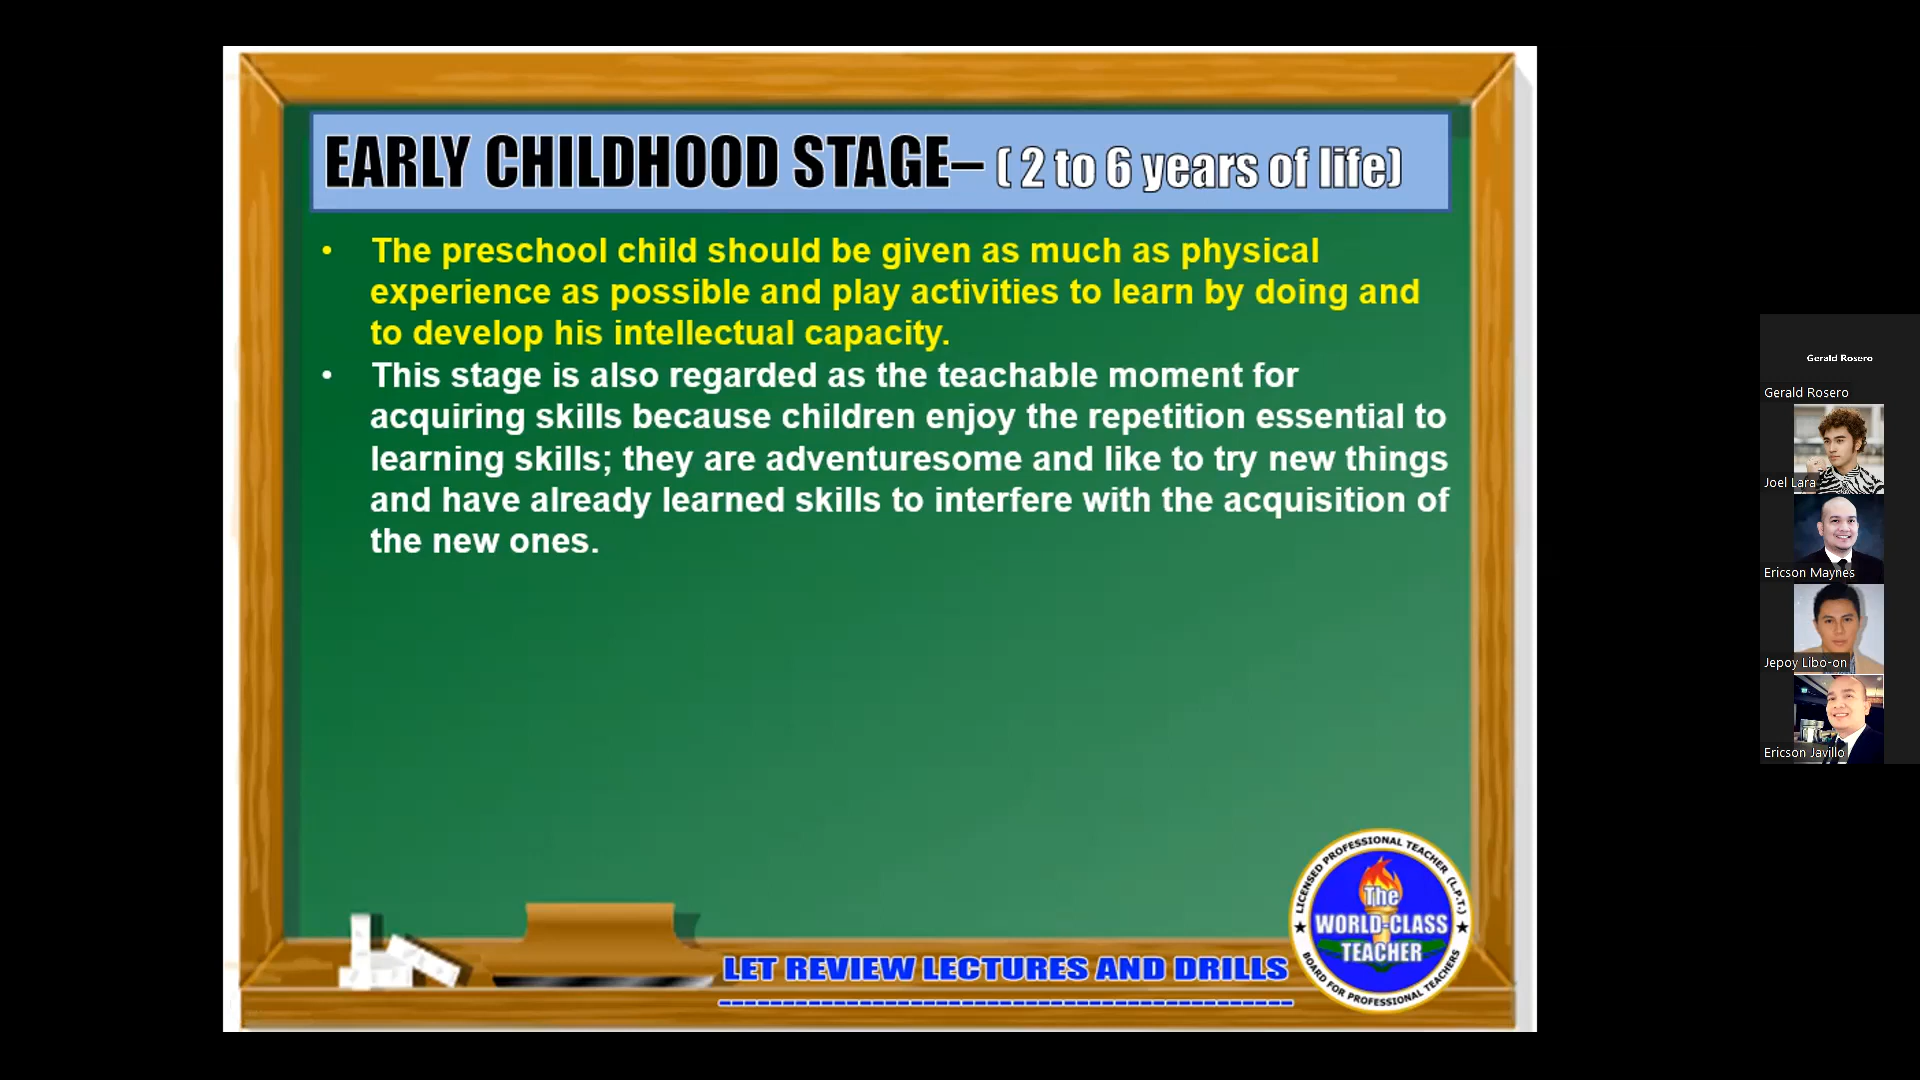 EARLY CHILDHOOD STAGE– ( 2 to 6 years of life)
• The preschool child should be given as much as physical
experience as possible and play activities to learn by doing and
to develop his intellectual capacity.
• This stage is also regarded as the teachable moment for
acquiring skills because children enjoy the repetition essential to
learning skills; they are adventuresome and like to try new things
and have already learned skills to interfere with the acquisition of
the new ones.
LICENSED PROFESSIONAL TEACHER (L.P.T.)
The
WORLD-CLASS
TEACHER
BOARD FOR PROFESSIONAL TEACHERS
LET REVIEW LECTURES AND DRILLS
Gerald Rosero
Gerald Rosero
Joel Lara
Ericson Maynes
Jepoy Libo-on
Ericson Javillo